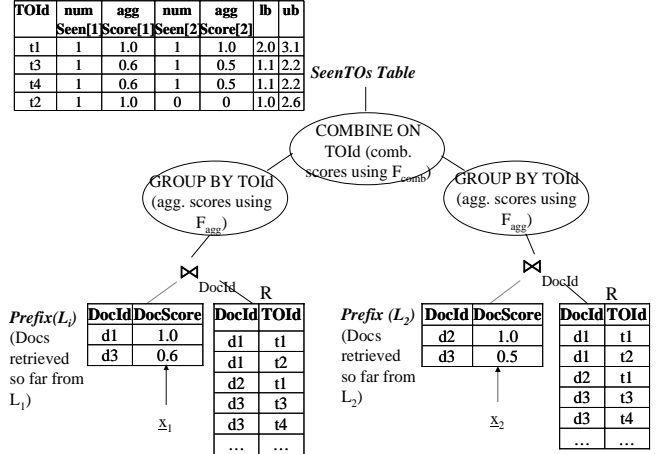 TOId num agg num agg lb ub
Seen[1] Score[1] Seen[2] Score[2]
t1 1 1.0 1 1.0 2.0 3.1
t3 1 0.6 1 0.5 1.1 2.2
t4 1 0.6 1 0.5 1.1 2.2
t2 1 1.0 0 0 1.0 2.6
SeenTOs Table
COMBINE ON
TOId (comb.
scores using F_comb)
GROUP BY TOId
(agg. scores using
F_agg)
GROUP BY TOId
(agg. scores using
F_agg)
⋈ DocId
⋈ DocId
Prefix(L_i)
(Docs
retrieved
so far from
L_1)
DocId DocScore
d1 1.0
d3 0.6
x_1
R
DocId TOId
d1 t1
d1 t2
d2 t1
d3 t3
d3 t4
... ...
Prefix (L_2)
(Docs
retrieved
so far from
L_2)
DocId DocScore
d2 1.0
d3 0.5
x_2
R
DocId TOId
d1 t1
d1 t2
d2 t1
d3 t3
d3 t4
... ...